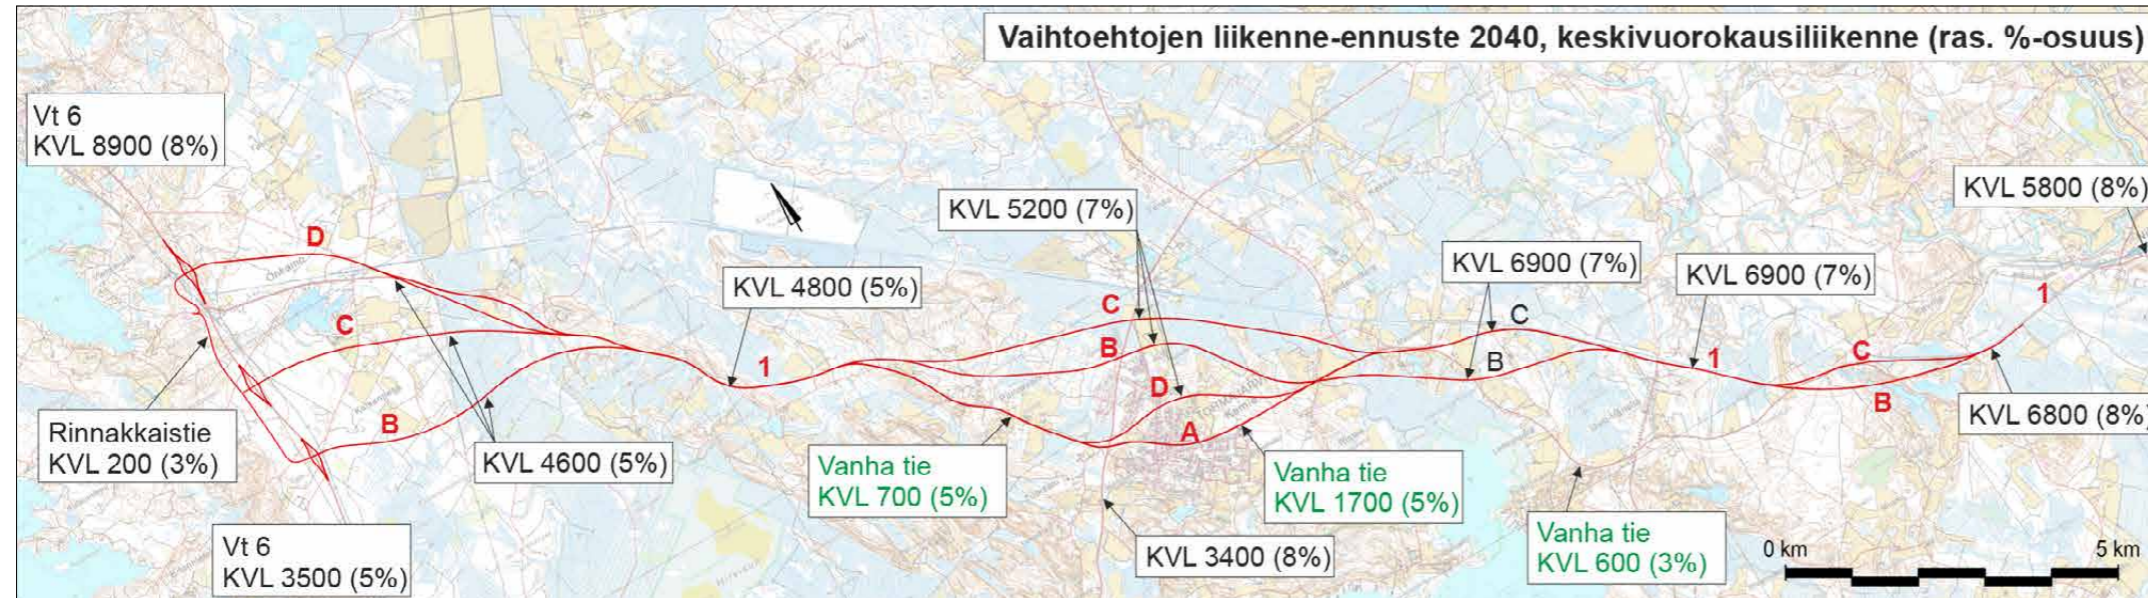 Vaihtoehtojen liikenne-ennuste 2040, keskivuorokausiliikenne (ras. %-osuus)
Vt 6
KVL 8900 (8%)
D
Onkamo
C
B
Rinnakkaistie
KVL 200 (3%)
Vt 6
KVL 3500 (5%)
KVL 4600 (5%)
KVL 4800 (5%)
1
KVL 5200 (7%)
C
B
D
A
Vanha tie
KVL 700 (5%)
Vanha tie
KVL 1700 (5%)
KVL 3400 (8%)
KVL 6900 (7%)
C
B
KVL 6900 (7%)
1
Vanha tie
KVL 600 (3%)
KVL 5800 (8%)
1
C
B
KVL 6800 (8%)
0 km
5 km